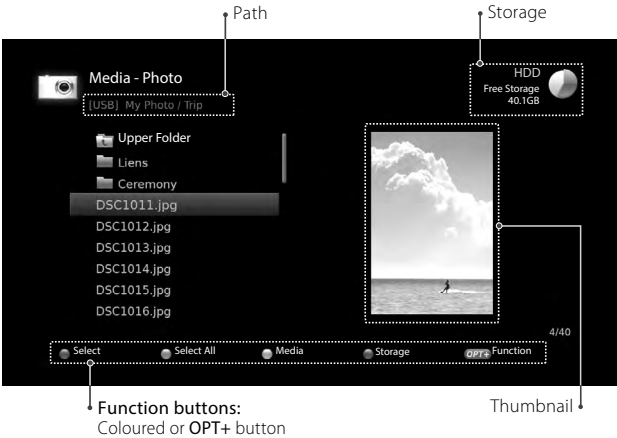 Path
Storage
Media - Photo
[USB] My Photo / Trip
HDD
Free Storage
40.1GB
Upper Folder
Liens
Ceremony
DSC1011.jpg
DSC1012.jpg
DSC1013.jpg
DSC1014.jpg
DSC1015.jpg
DSC1016.jpg
4/40
Select Select All Media Storage OPT+ Function
Function buttons:
Coloured or OPT+ button
Thumbnail